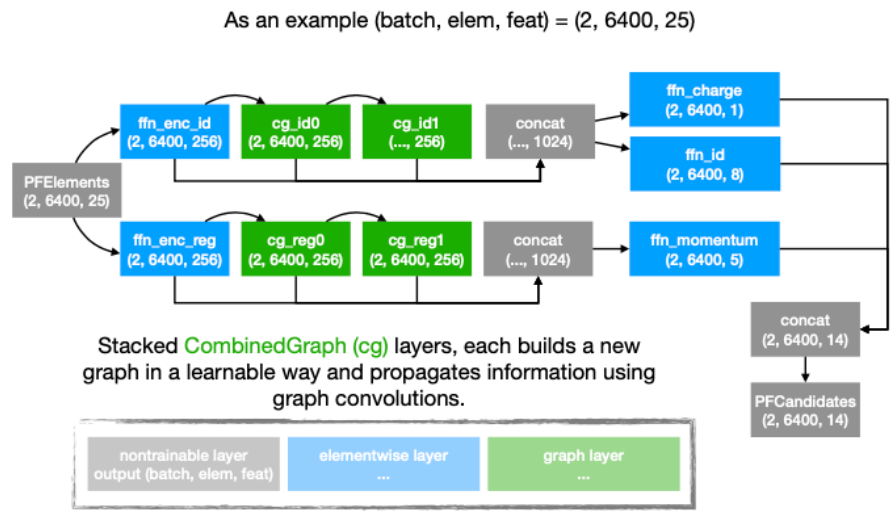 As an example (batch, elem, feat) = (2, 6400, 25)
PFElements
(2, 6400, 25)
ffn_enc_id
(2, 6400, 256)
cg_id0
(2, 6400, 256)
cg_id1
(..., 256)
concat
(..., 1024)
ffn_charge
(2, 6400, 1)
ffn_id
(2, 6400, 8)
ffn_enc_reg
(2, 6400, 256)
cg_reg0
(2, 6400, 256)
cg_reg1
(2, 6400, 256)
concat
(..., 1024)
ffn_momentum
(2, 6400, 5)
concat
(2, 6400, 14)
PFCandidates
(2, 6400, 14)
Stacked CombinedGraph (cg) layers, each builds a new
graph in a learnable way and propagates information using
graph convolutions.
nontrainable layer
output (batch, elem, feat)
elementwise layer
...
graph layer
...